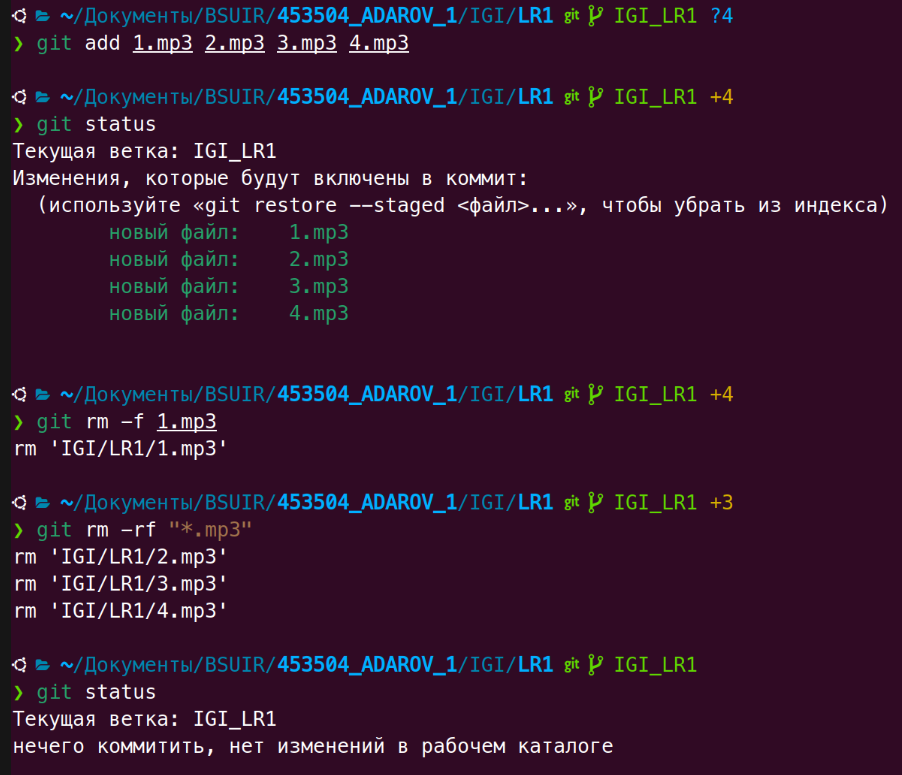 ~/Документы/BSUIR/453504_ADAROV_1/IGI/LR1 git IGI_LR1 ?4
❯ git add 1.mp3 2.mp3 3.mp3 4.mp3
~/Документы/BSUIR/453504_ADAROV_1/IGI/LR1 git IGI_LR1 +4
❯ git status
Текущая ветка: IGI_LR1
Изменения, которые будут включены в коммит:
(используйте «git restore --staged <файл>...», чтобы убрать из индекса)
новый файл: 1.mp3
новый файл: 2.mp3
новый файл: 3.mp3
новый файл: 4.mp3
~/Документы/BSUIR/453504_ADAROV_1/IGI/LR1 git IGI_LR1 +4
❯ git rm -f 1.mp3
rm 'IGI/LR1/1.mp3'
~/Документы/BSUIR/453504_ADAROV_1/IGI/LR1 git IGI_LR1 +3
❯ git rm -rf "*.mp3"
rm 'IGI/LR1/2.mp3'
rm 'IGI/LR1/3.mp3'
rm 'IGI/LR1/4.mp3'
~/Документы/BSUIR/453504_ADAROV_1/IGI/LR1 git IGI_LR1
❯ git status
Текущая ветка: IGI_LR1
нечего коммитить, нет изменений в рабочем каталоге